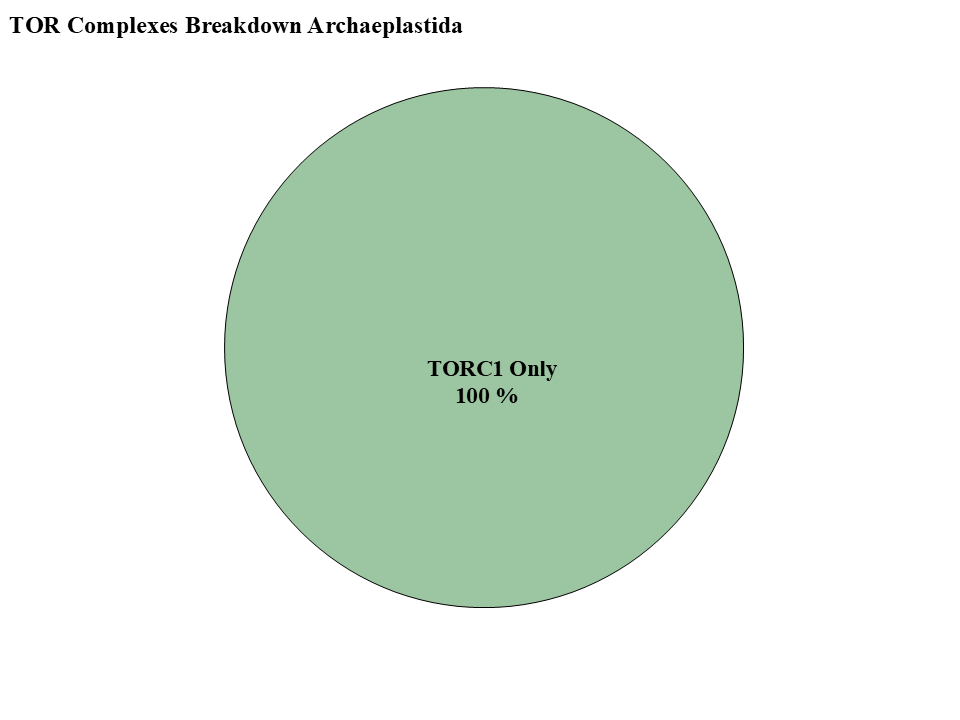 TOR Complexes Breakdown Archaeplastida
TORC1 Only
100 %